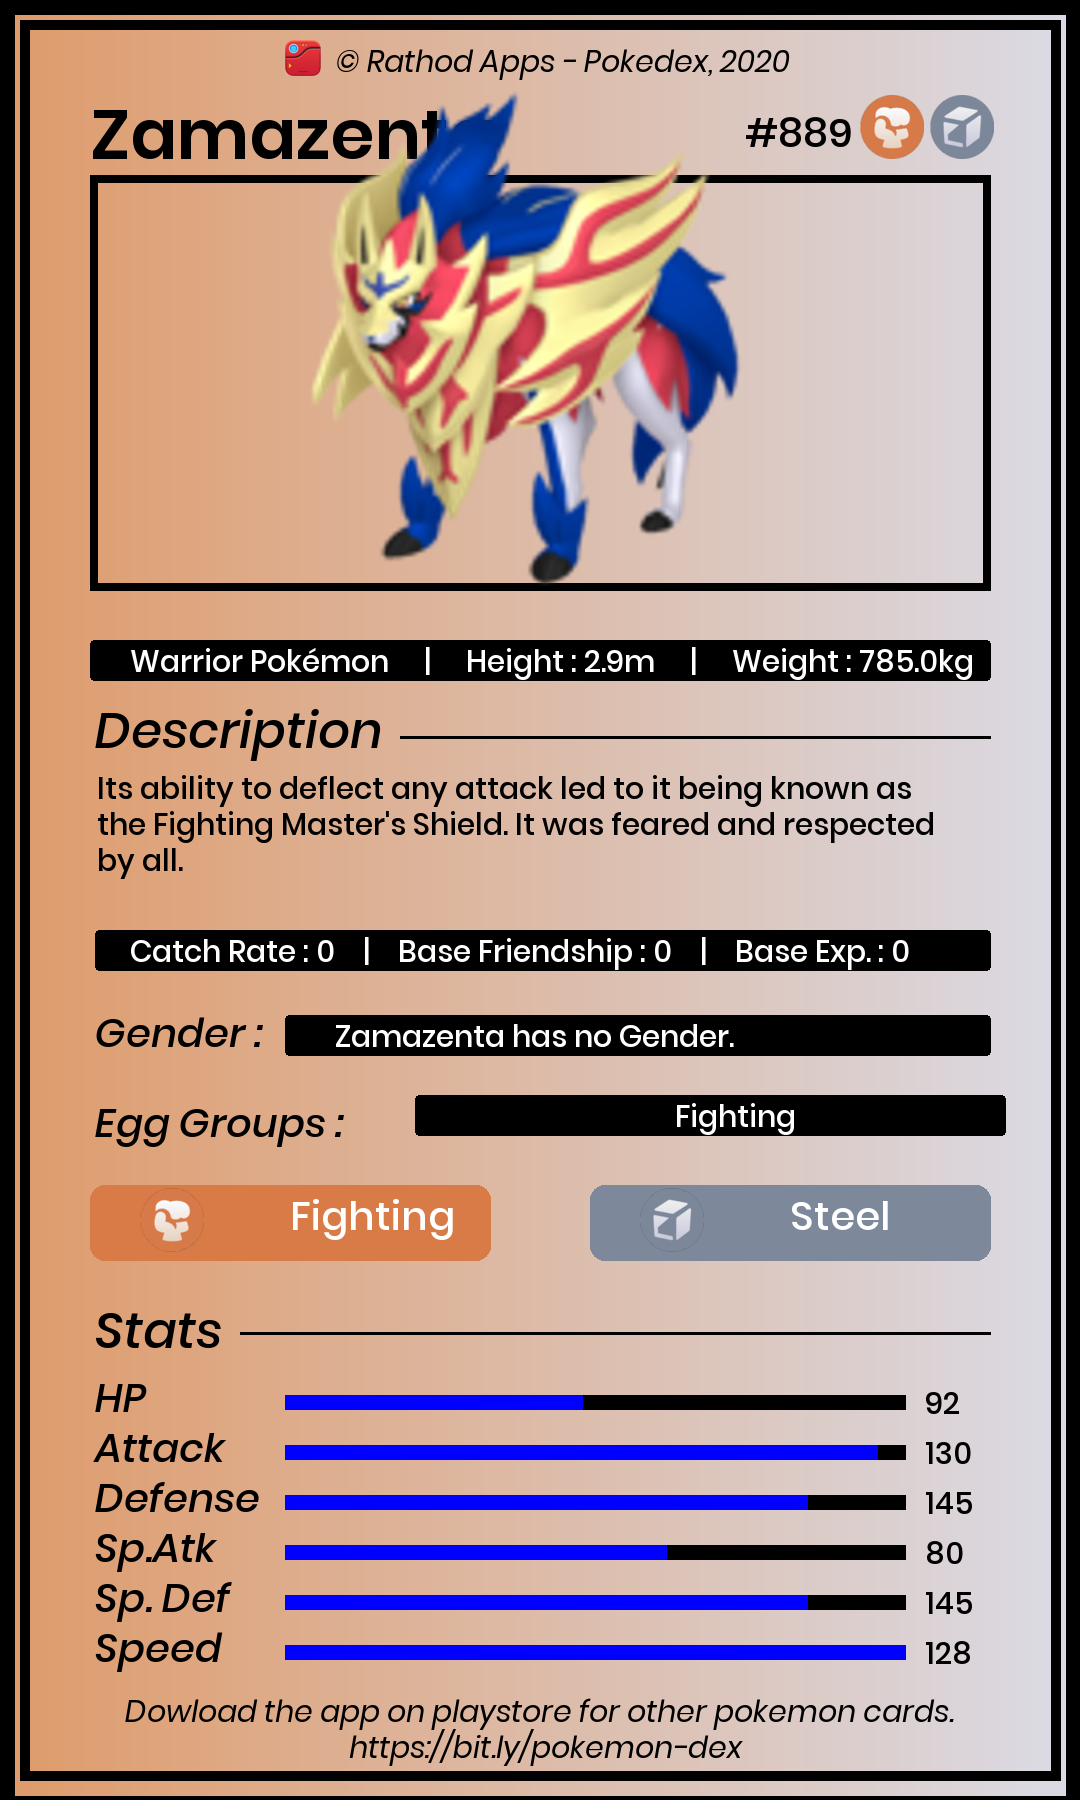 © Rathod Apps - Pokedex, 2020
Zamazent
#889
Warrior Pokémon | Height : 2.9m | Weight : 785.0kg
Description
Its ability to deflect any attack led to it being known as
the Fighting Master's Shield. It was feared and respected
by all.
Catch Rate : 0 | Base Friendship : 0 | Base Exp. : 0
Gender : Zamazenta has no Gender.
Egg Groups : Fighting
Fighting Steel
Stats
HP 92
Attack 130
Defense 145
Sp.Atk 80
Sp. Def 145
Speed 128
Dowload the app on playstore for other pokemon cards.
https://bit.ly/pokemon-dex